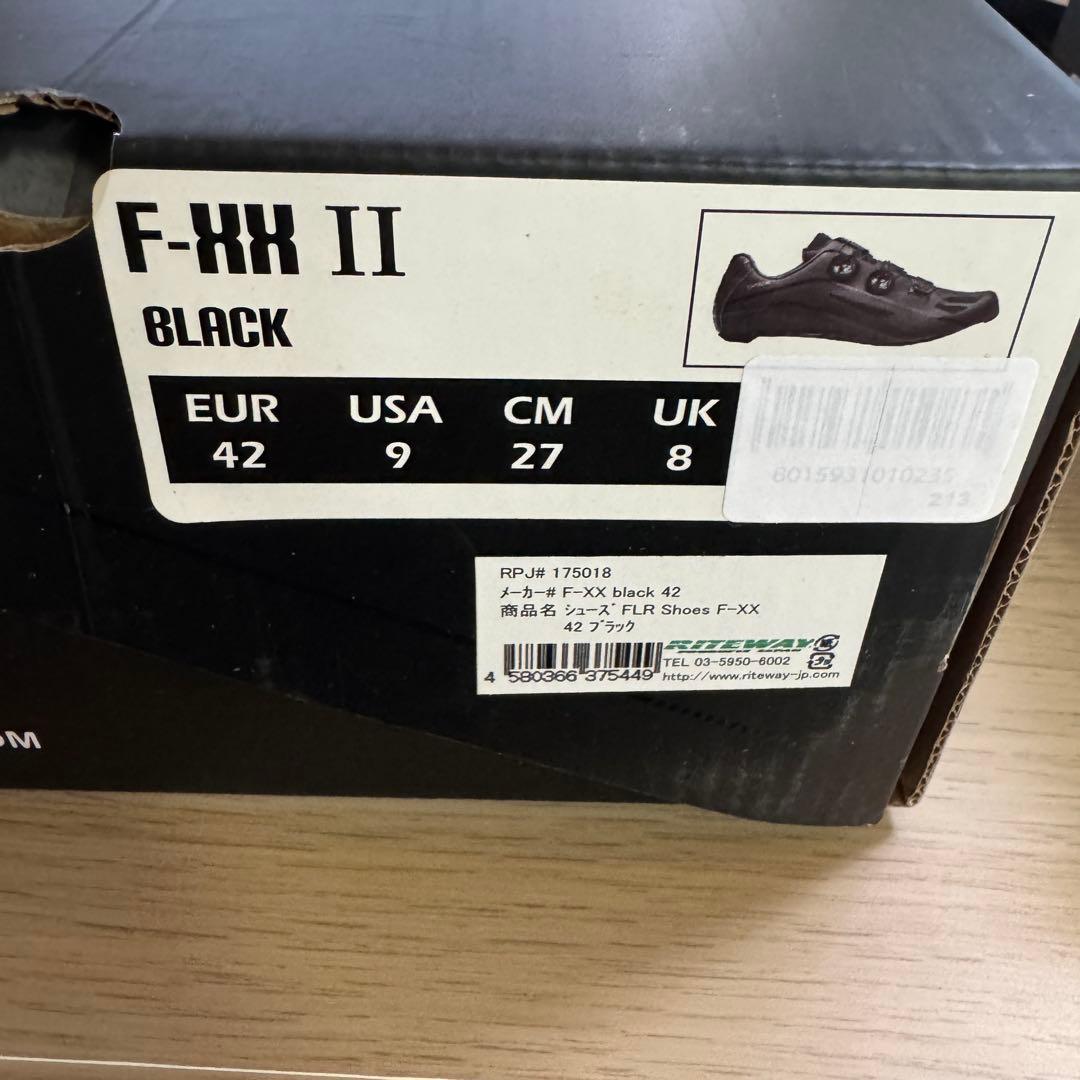 F-XX II
BLACK
EUR USA CM UK
42 9 27 8
6015931010235
213
RPJ# 175018
メーカー# F-XX black 42
商品名 シューズ FLR Shoes F-XX
42 ブラック
RITEWAY
4 580366 375449
TEL 03-5950-6002
http://www.riteway-jp.com
OM